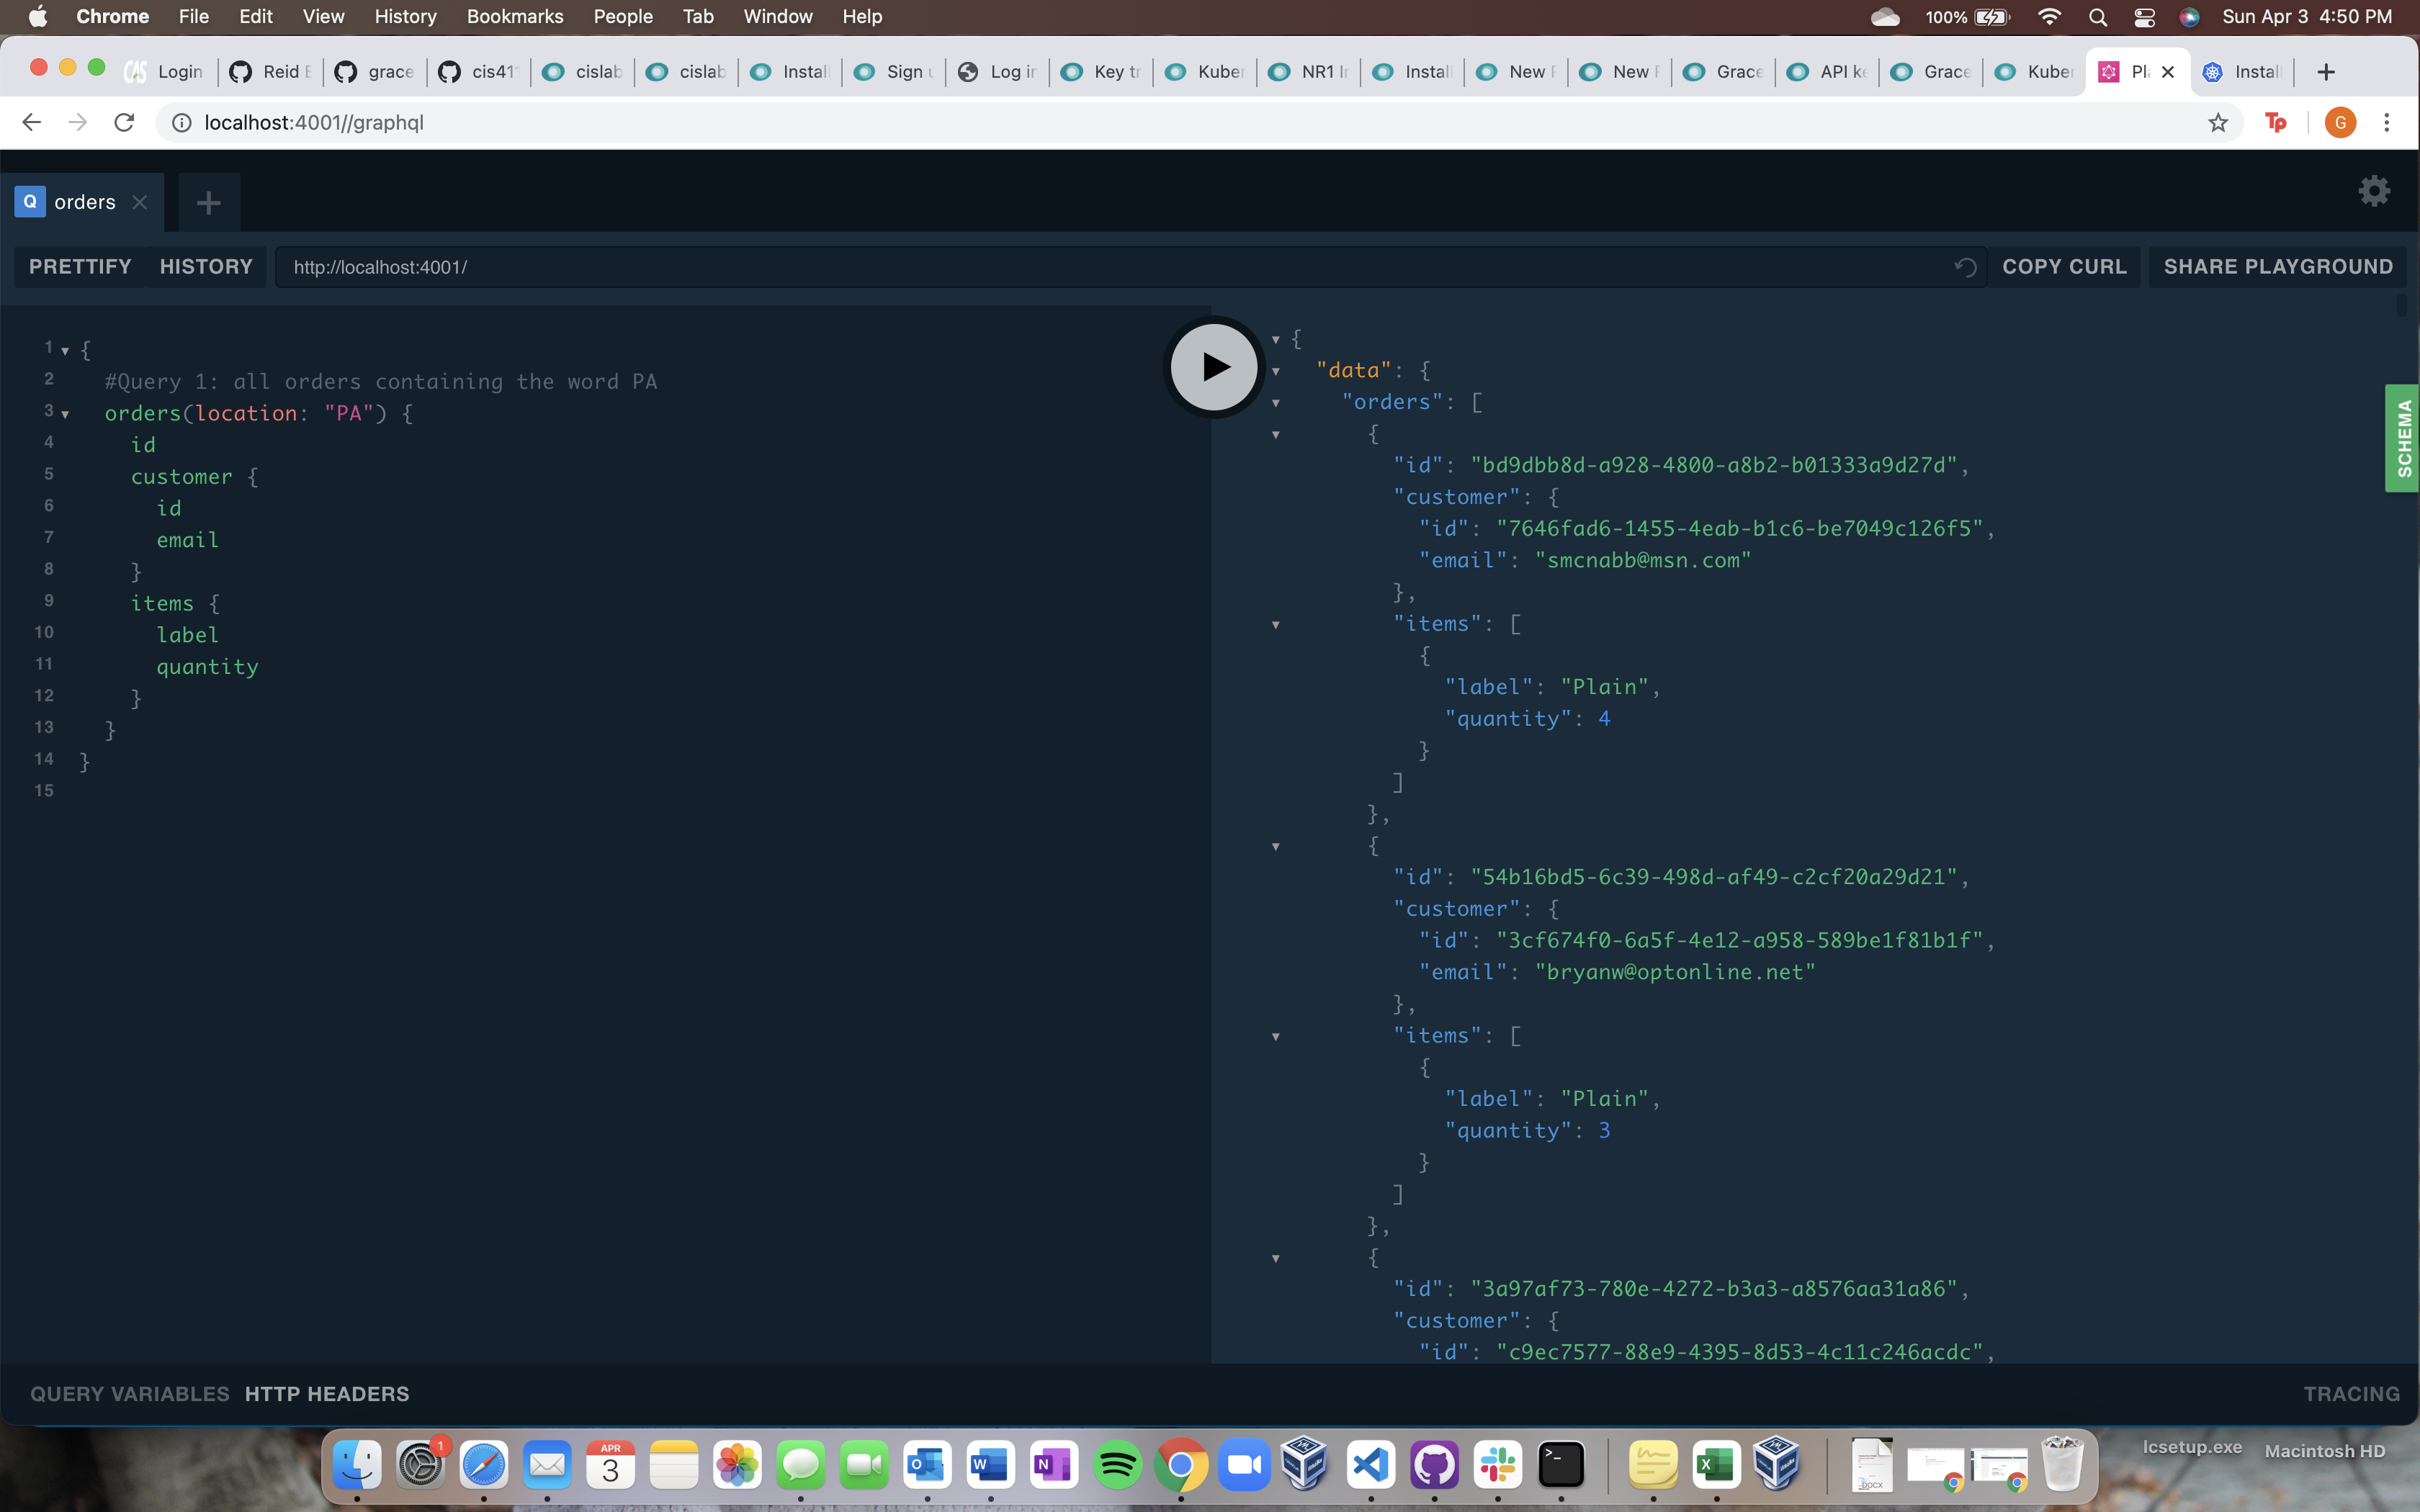 Chrome File Edit View History Bookmarks People Tab Window Help 100% Sun Apr 3 4:50 PM
CAS Login Reid grace cis41 cislab cislab Install Sign Log in Key Kuber NR1 Install New New Grace API Grace Kuber Install
localhost:4001//graphql Tp G
Q orders
PRETTIFY HISTORY http://localhost:4001/ COPY CURL SHARE PLAYGROUND
1 {
2 #Query 1: all orders containing the word PA
3 orders(location: "PA") {
4 id
5 customer {
6 id
7 email
8 }
9 items {
10 label
11 quantity
12 }
13 }
14 }
15
{
"data": {
"orders": [
{
"id": "bd9dbb8d-a928-4800-a8b2-b01333a9d27d",
"customer": {
"id": "7646fad6-1455-4eab-b1c6-be7049c126f5",
"email": "smcnabb@msn.com"
},
"items": [
{
"label": "Plain",
"quantity": 4
}
]
},
{
"id": "54b16bd5-6c39-498d-af49-c2cf20a29d21",
"customer": {
"id": "3cf674f0-6a5f-4e12-a958-589be1f81b1f",
"email": "bryanw@optonline.net"
},
"items": [
{
"label": "Plain",
"quantity": 3
}
]
},
{
"id": "3a97af73-780e-4272-b3a3-a8576aa31a86",
"customer": {
"id": "c9ec7577-88e9-4395-8d53-4c11c246acdc",
SCHEMA
QUERY VARIABLES HTTP HEADERS TRACING
1
APR
3
DOCX
lcsetup.exe Macintosh HD